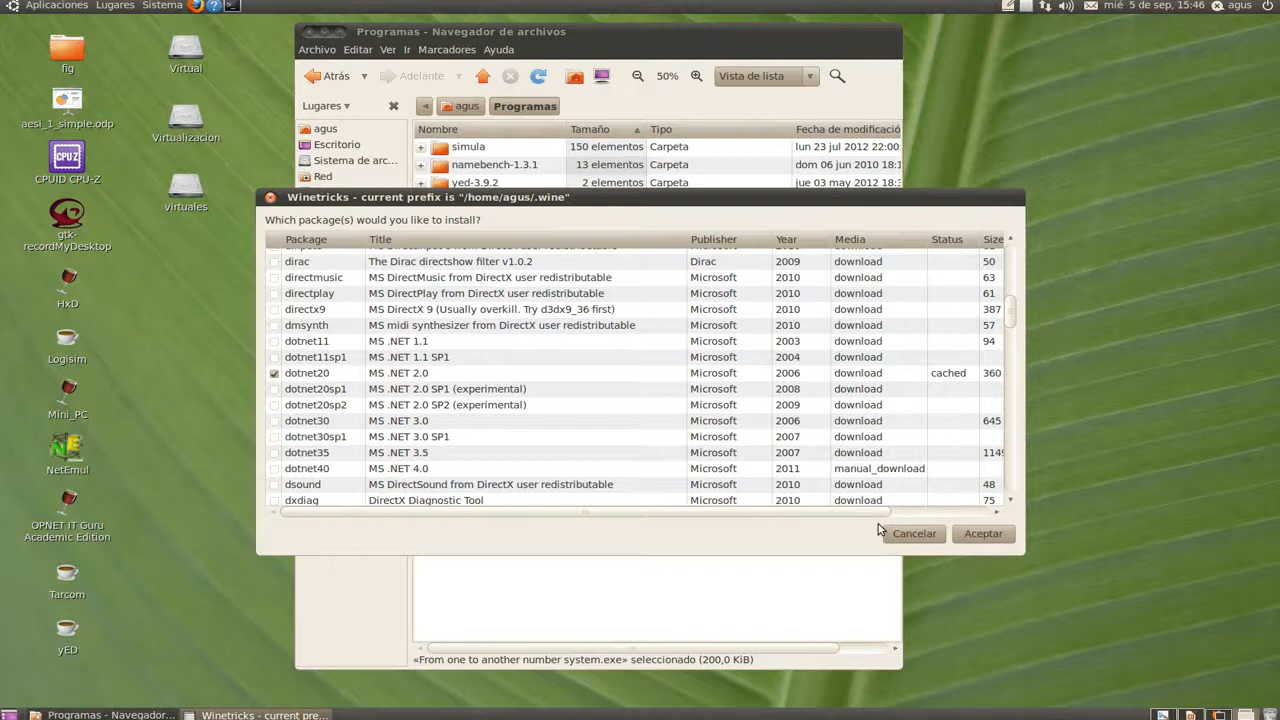 Aplicaciones Lugares Sistema
mié 5 de sep, 15:46 agus
fig
aesi_1_simple.odp
CPUID CPU-Z
gtk-
recordMyDesktop
HxD
Logisim
Mini_PC
NetEmul
OPNET IT Guru
Academic Edition
Tarcom
yED
Virtual
Virtualizacion
virtuales
Programas - Navegador de archivos
Archivo Editar Ver Ir Marcadores Ayuda
Atrás Adelante 50% Vista de lista
Lugares agus Programas
agus
Escritorio
Sistema de arc...
Red
Nombre Tamaño Tipo Fecha de modificació
simula 150 elementos Carpeta lun 23 jul 2012 22:00
namebench-1.3.1 13 elementos Carpeta dom 06 jun 2010 18:1
yed-3.9.2 2 elementos Carpeta jue 03 may 2012 18:
Winetricks - current prefix is "/home/agus/.wine"
Which package(s) would you like to install?
Package Title Publisher Year Media Status Size
dirac The Dirac directshow filter v1.0.2 Dirac 2009 download 50
directmusic MS DirectMusic from DirectX user redistributable Microsoft 2010 download 63
directplay MS DirectPlay from DirectX user redistributable Microsoft 2010 download 61
directx9 MS DirectX 9 (Usually overkill. Try d3dx9_36 first) Microsoft 2010 download 387
dmsynth MS midi synthesizer from DirectX user redistributable Microsoft 2010 download 57
dotnet11 MS .NET 1.1 Microsoft 2003 download 94
dotnet11sp1 MS .NET 1.1 SP1 Microsoft 2004 download
dotnet20 MS .NET 2.0 Microsoft 2006 download cached 360
dotnet20sp1 MS .NET 2.0 SP1 (experimental) Microsoft 2008 download
dotnet20sp2 MS .NET 2.0 SP2 (experimental) Microsoft 2009 download
dotnet30 MS .NET 3.0 Microsoft 2006 download 645
dotnet30sp1 MS .NET 3.0 SP1 Microsoft 2007 download
dotnet35 MS .NET 3.5 Microsoft 2007 download 1149
dotnet40 MS .NET 4.0 Microsoft 2011 manual_download
dsound MS DirectSound from DirectX user redistributable Microsoft 2010 download 48
dxdiag DirectX Diagnostic Tool Microsoft 2010 download 75
Cancelar Aceptar
«From one to another number system.exe» seleccionado (200,0 KiB)
Programas - Navegador... Winetricks - current pre...